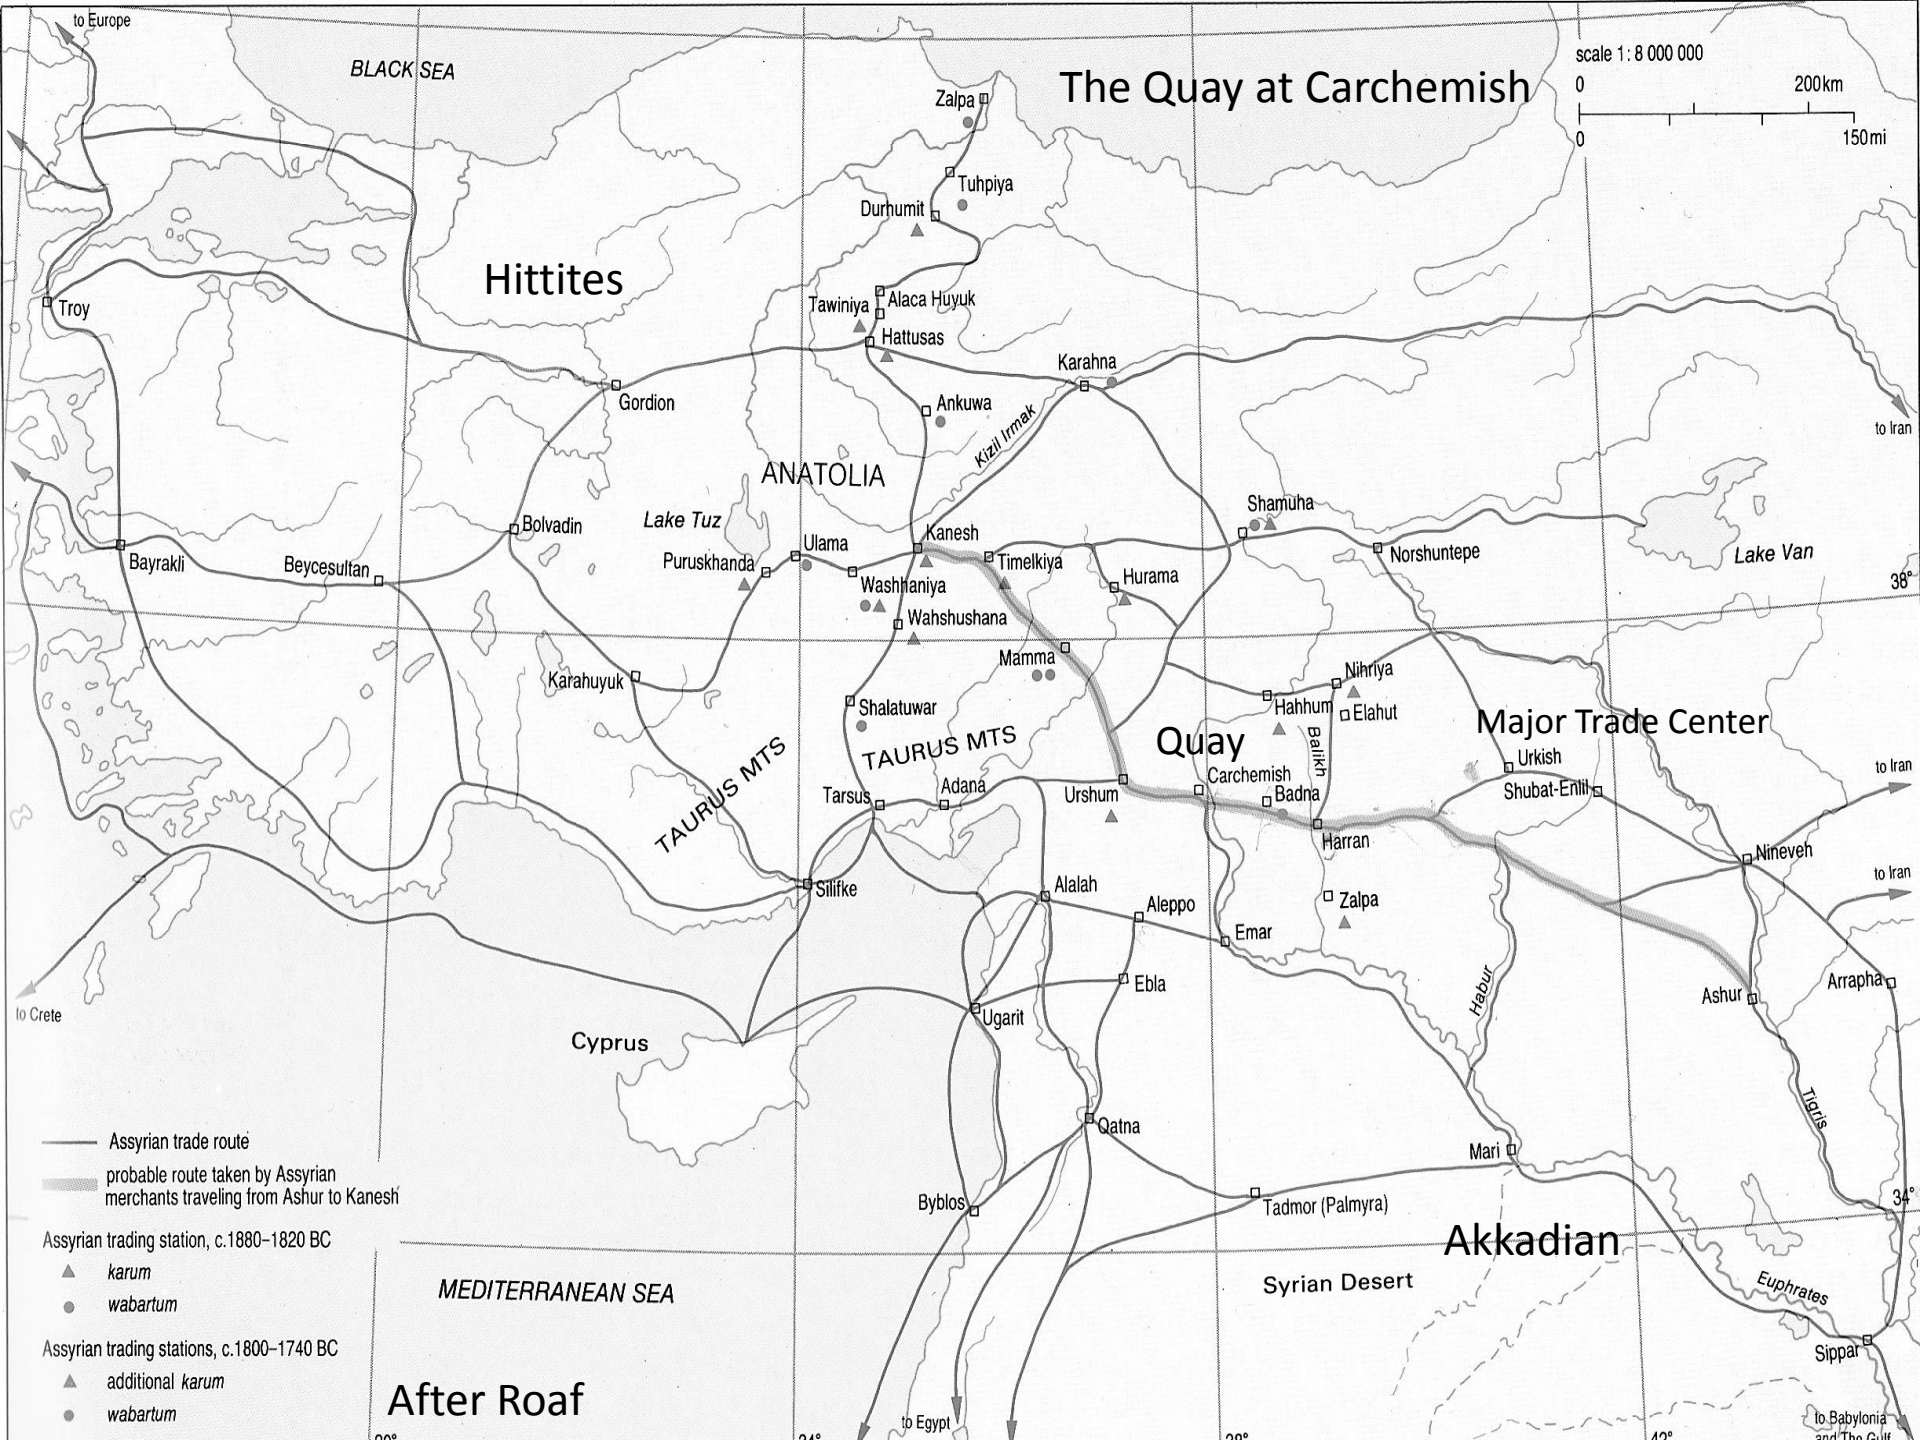 to Europe
BLACK SEA
The Quay at Carchemish
scale 1: 8 000 000
0
200km
0
150mi
Zalpa
Tuhpiya
Durhumit
Hittites
Troy
Tawiniya
Alaca Huyuk
Hattusas
Karahna
Gordion
Ankuwa
Kizil Irmak
to Iran
ANATOLIA
Lake Tuz
Bolvadin
Shamuha
Kanesh
Ulama
Puruskhanda
Timelkiya
Norshuntepe
Lake Van
Bayrakli
Beycesultan
Washhaniya
Hurama
38°
Wahshushana
Mamma
Nihriya
Karahuyuk
Shalatuwar
Hahhum
Elahut
Major Trade Center
TAURUS MTS
TAURUS MTS
Quay
Balikh
Urkish
to Iran
Carchemish
Tarsus
Adana
Urshum
Badna
Shubat-Enlil
Harran
Nineveh
to Iran
Silifke
Alalah
Aleppo
Zalpa
Emar
Ebla
Habur
Ashur
Arrapha
to Crete
Cyprus
Ugarit
Tigris
Qatna
Mari
Byblos
Tadmor (Palmyra)
34°
Akkadian
Syrian Desert
Euphrates
Sippar
MEDITERRANEAN SEA
Assyrian trade route
probable route taken by Assyrian
merchants traveling from Ashur to Kanesh
Assyrian trading station, c.1880–1820 BC
karum
wabartum
Assyrian trading stations, c.1800–1740 BC
additional karum
wabartum
After Roaf
to Egypt
to Babylonia
and The Gulf